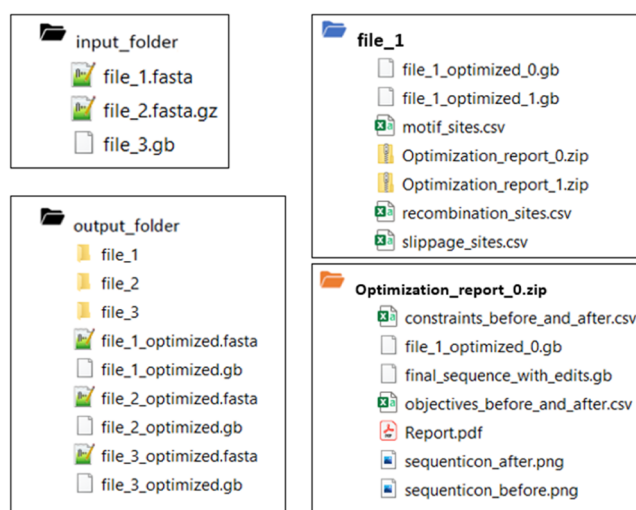 input_folder
file_1.fasta
file_2.fasta.gz
file_3.gb
output_folder
file_1
file_2
file_3
file_1_optimized.fasta
file_1_optimized.gb
file_2_optimized.fasta
file_2_optimized.gb
file_3_optimized.fasta
file_3_optimized.gb
file_1
file_1_optimized_0.gb
file_1_optimized_1.gb
motif_sites.csv
Optimization_report_0.zip
Optimization_report_1.zip
recombination_sites.csv
slippage_sites.csv
Optimization_report_0.zip
constraints_before_and_after.csv
file_1_optimized_0.gb
final_sequence_with_edits.gb
objectives_before_and_after.csv
Report.pdf
sequenticon_after.png
sequenticon_before.png